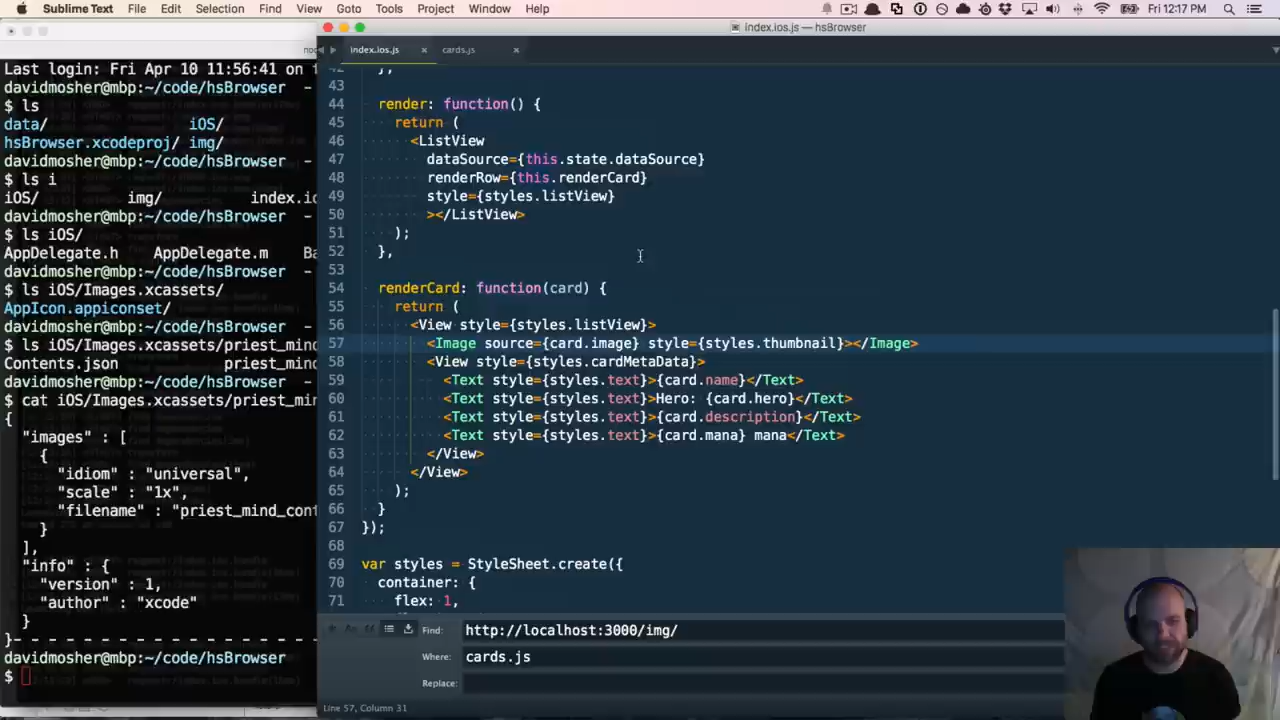 Sublime Text File Edit Selection Find View Goto Tools Project Window Help Fri 12:17 PM
index.ios.js — hsBrowser
index.ios.js × cards.js ×
Last login: Fri Apr 10 11:56:41 on
davidmosher@mbp:~/code/hsBrowser -
$ ls
data/ iOS/
hsBrowser.xcodeproj/ img/
davidmosher@mbp:~/code/hsBrowser -
$ ls i
iOS/ img/ index.io
davidmosher@mbp:~/code/hsBrowser -
$ ls iOS/
AppDelegate.h AppDelegate.m Ba
davidmosher@mbp:~/code/hsBrowser -
$ ls iOS/Images.xcassets/
AppIcon.appiconset/
davidmosher@mbp:~/code/hsBrowser -
$ ls iOS/Images.xcassets/priest_mind
Contents.json priest_min
davidmosher@mbp:~/code/hsBrowser -
$ cat iOS/Images.xcassets/priest_min
{
"images" : [
{
"idiom" : "universal",
"scale" : "1x",
"filename" : "priest_mind_cont
}
],
"info" : {
"version" : 1,
"author" : "xcode"
}
}- - - - - - - - - - - - - - - - - - -
davidmosher@mbp:~/code/hsBrowser
$
42 },
43
44 render: function() {
45 return (
46 <ListView
47 dataSource={this.state.dataSource}
48 renderRow={this.renderCard}
49 style={styles.listView}
50 ></ListView>
51 );
52 },
53
54 renderCard: function(card) {
55 return (
56 <View style={styles.listView}>
57 <Image source={card.image} style={styles.thumbnail}></Image>
58 <View style={styles.cardMetaData}>
59 <Text style={styles.text}>{card.name}</Text>
60 <Text style={styles.text}>Hero: {card.hero}</Text>
61 <Text style={styles.text}>{card.description}</Text>
62 <Text style={styles.text}>{card.mana} mana</Text>
63 </View>
64 </View>
65 );
66 }
67 });
68
69 var styles = StyleSheet.create({
70 container: {
71 flex: 1,
Find: http://localhost:3000/img/
Where: cards.js
Replace:
Line 57, Column 31